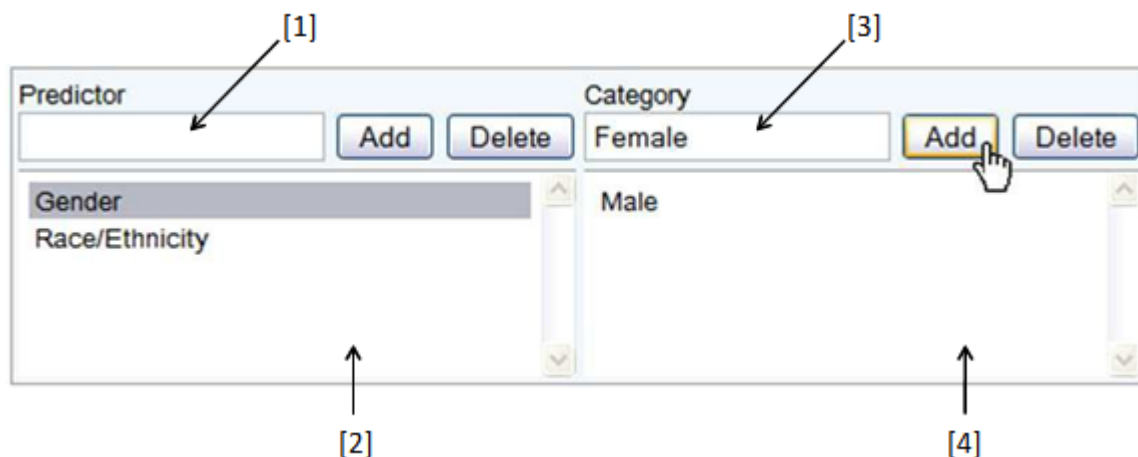 [1] [3]
Predictor Category
Add Delete Female Add Delete
Gender Male
Race/Ethnicity
[2] [4]